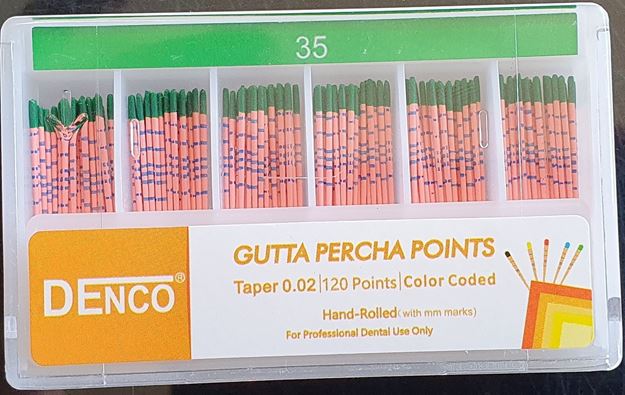 35
DENCO®
GUTTA PERCHA POINTS
Taper 0.02|120 Points|Color Coded
Hand-Rolled(with mm marks)
For Professional Dental Use Only